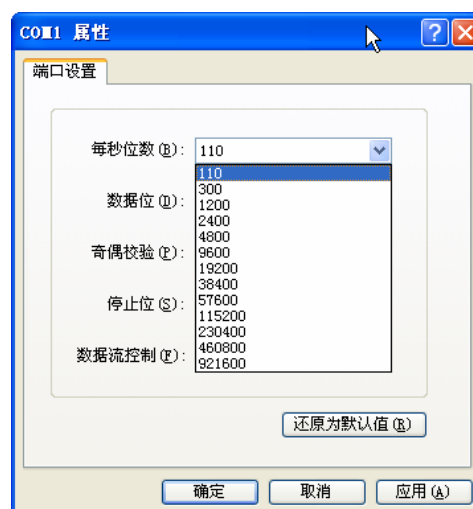 COM1 属性
端口设置
每秒位数(B): 110
110
300
数据位(D):
1200
2400
4800
奇偶校验(P):
9600
19200
38400
停止位(S):
57600
115200
230400
数据流控制(F):
460800
921600
还原为默认值(R)
确定 取消 应用(A)